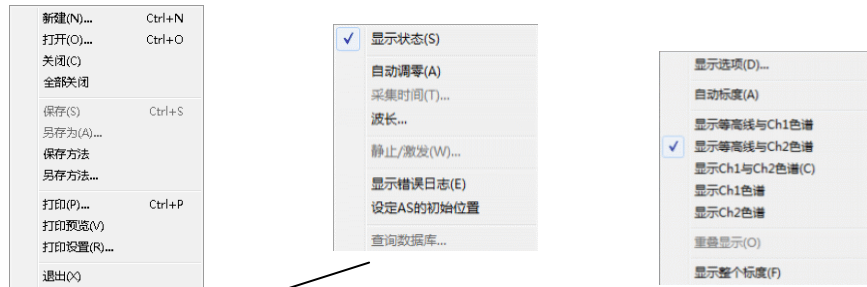 新建(N)... Ctrl+N
打开(O)... Ctrl+O
关闭(C)
全部关闭
保存(S) Ctrl+S
另存为(A)...
保存方法
另存方法...
打印(P)... Ctrl+P
打印预览(V)
打印设置(R)...
退出(X)
显示状态(S)
自动调零(A)
采集时间(T)...
波长...
静止/激发(W)...
显示错误日志(E)
设定AS的初始位置
查询数据库...
显示选项(D)...
自动标度(A)
显示等高线与Ch1色谱
显示等高线与Ch2色谱
显示Ch1与Ch2色谱(C)
显示Ch1色谱
显示Ch2色谱
重叠显示(O)
显示整个标度(F)